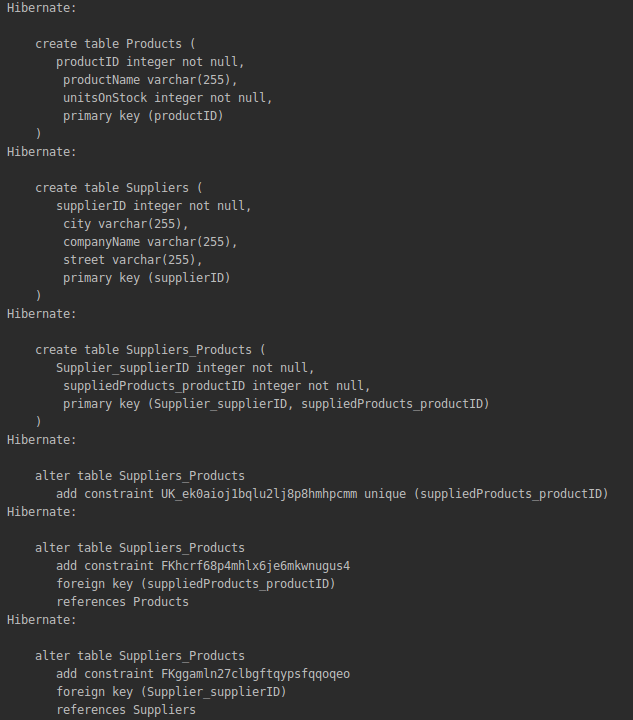 Hibernate:
create table Products (
productID integer not null,
productName varchar(255),
unitsOnStock integer not null,
primary key (productID)
)
Hibernate:
create table Suppliers (
supplierID integer not null,
city varchar(255),
companyName varchar(255),
street varchar(255),
primary key (supplierID)
)
Hibernate:
create table Suppliers_Products (
Supplier_supplierID integer not null,
suppliedProducts_productID integer not null,
primary key (Supplier_supplierID, suppliedProducts_productID)
)
Hibernate:
alter table Suppliers_Products
add constraint UK_ek0aioj1bqlu2lj8p8hmhpcmm unique (suppliedProducts_productID)
Hibernate:
alter table Suppliers_Products
add constraint FKhcrf68p4mhlx6je6mkwnugus4
foreign key (suppliedProducts_productID)
references Products
Hibernate:
alter table Suppliers_Products
add constraint FKggamln27clbgftqypsfqqoqeo
foreign key (Supplier_supplierID)
references Suppliers